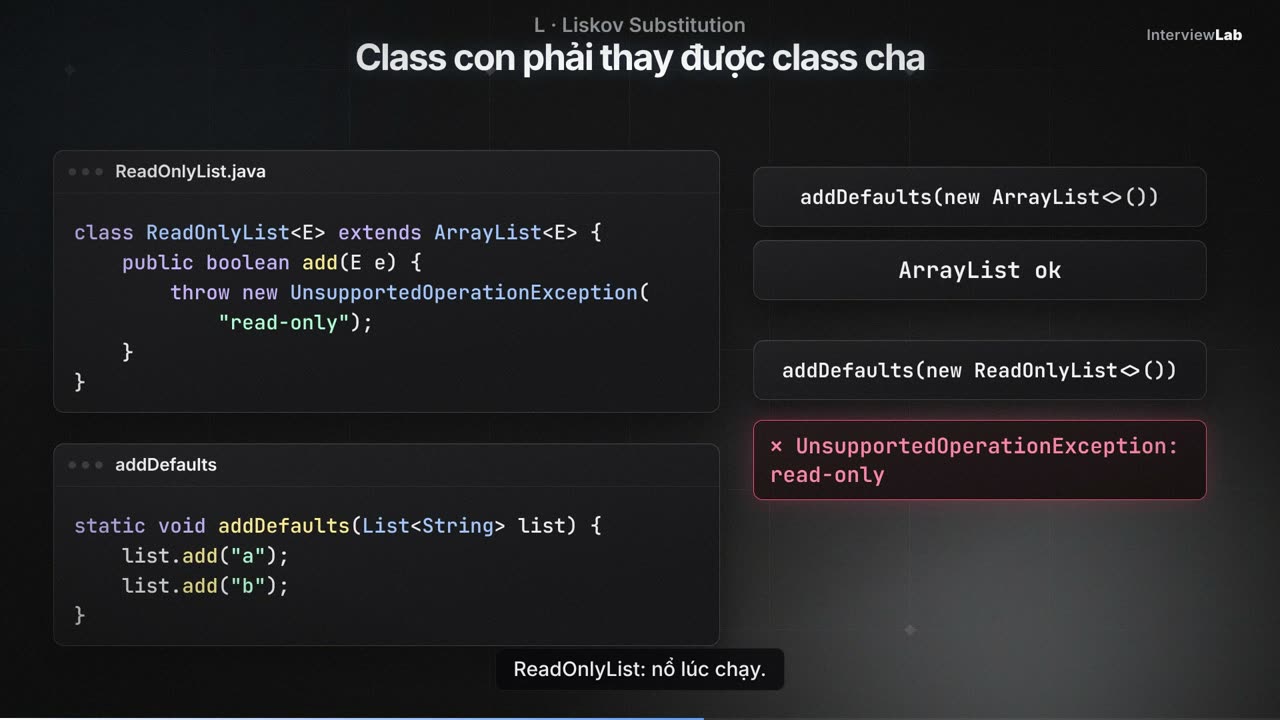 L · Liskov Substitution
Class con phải thay được class cha
InterviewLab
ReadOnlyList.java
class ReadOnlyList<E> extends ArrayList<E> {
    public boolean add(E e) {
        throw new UnsupportedOperationException(
            "read-only");
    }
}
addDefaults
static void addDefaults(List<String> list) {
    list.add("a");
    list.add("b");
}
addDefaults(new ArrayList<>())
ArrayList ok
addDefaults(new ReadOnlyList<>())
× UnsupportedOperationException:
read-only
ReadOnlyList: nổ lúc chạy.